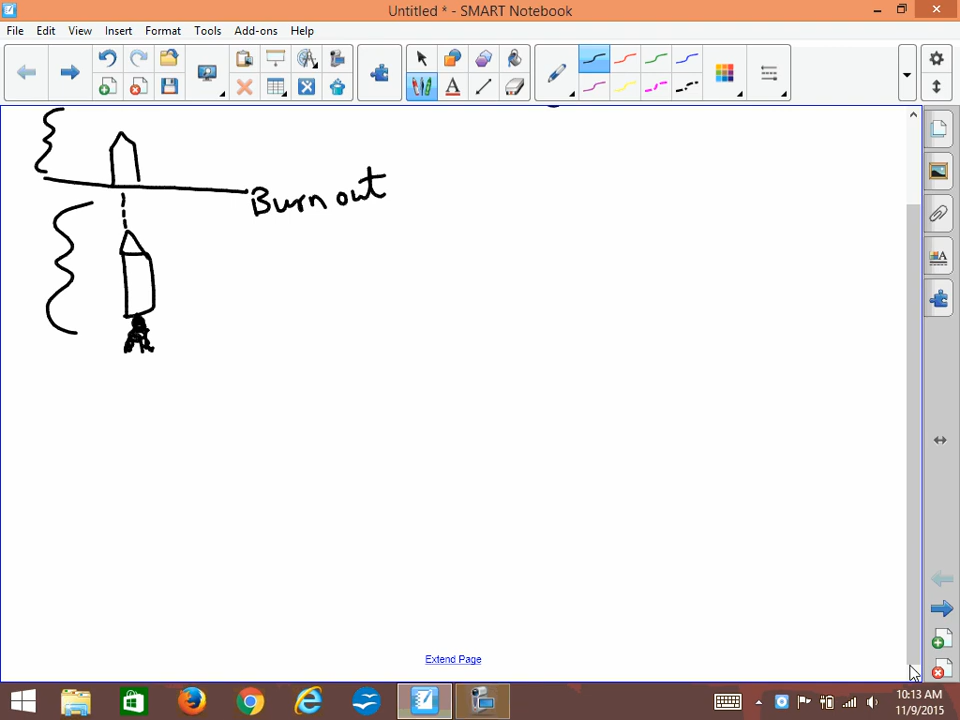 Untitled * - SMART Notebook
File Edit View Insert Format Tools Add-ons Help
Burn out
Extend Page
10:13 AM
11/9/2015